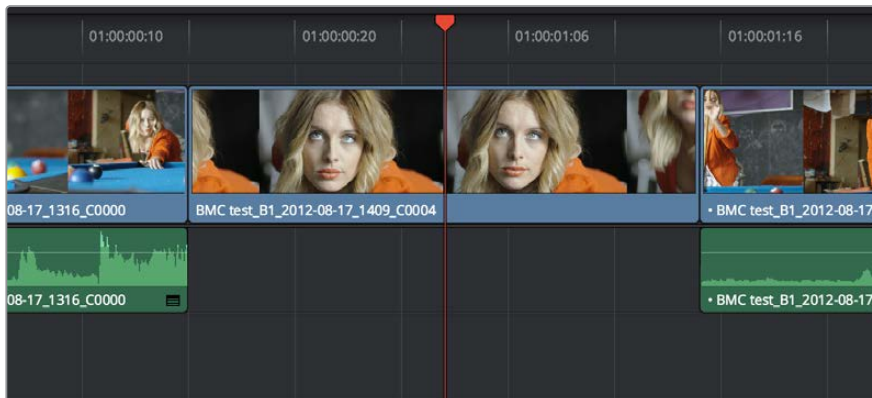 01:00:00:10
01:00:00:20
01:00:01:06
01:00:01:16
08-17_1316_C0000
BMC test_B1_2012-08-17_1409_C0004
• BMC test_B1_2012-08-17
08-17_1316_C0000
• BMC test_B1_2012-08-17